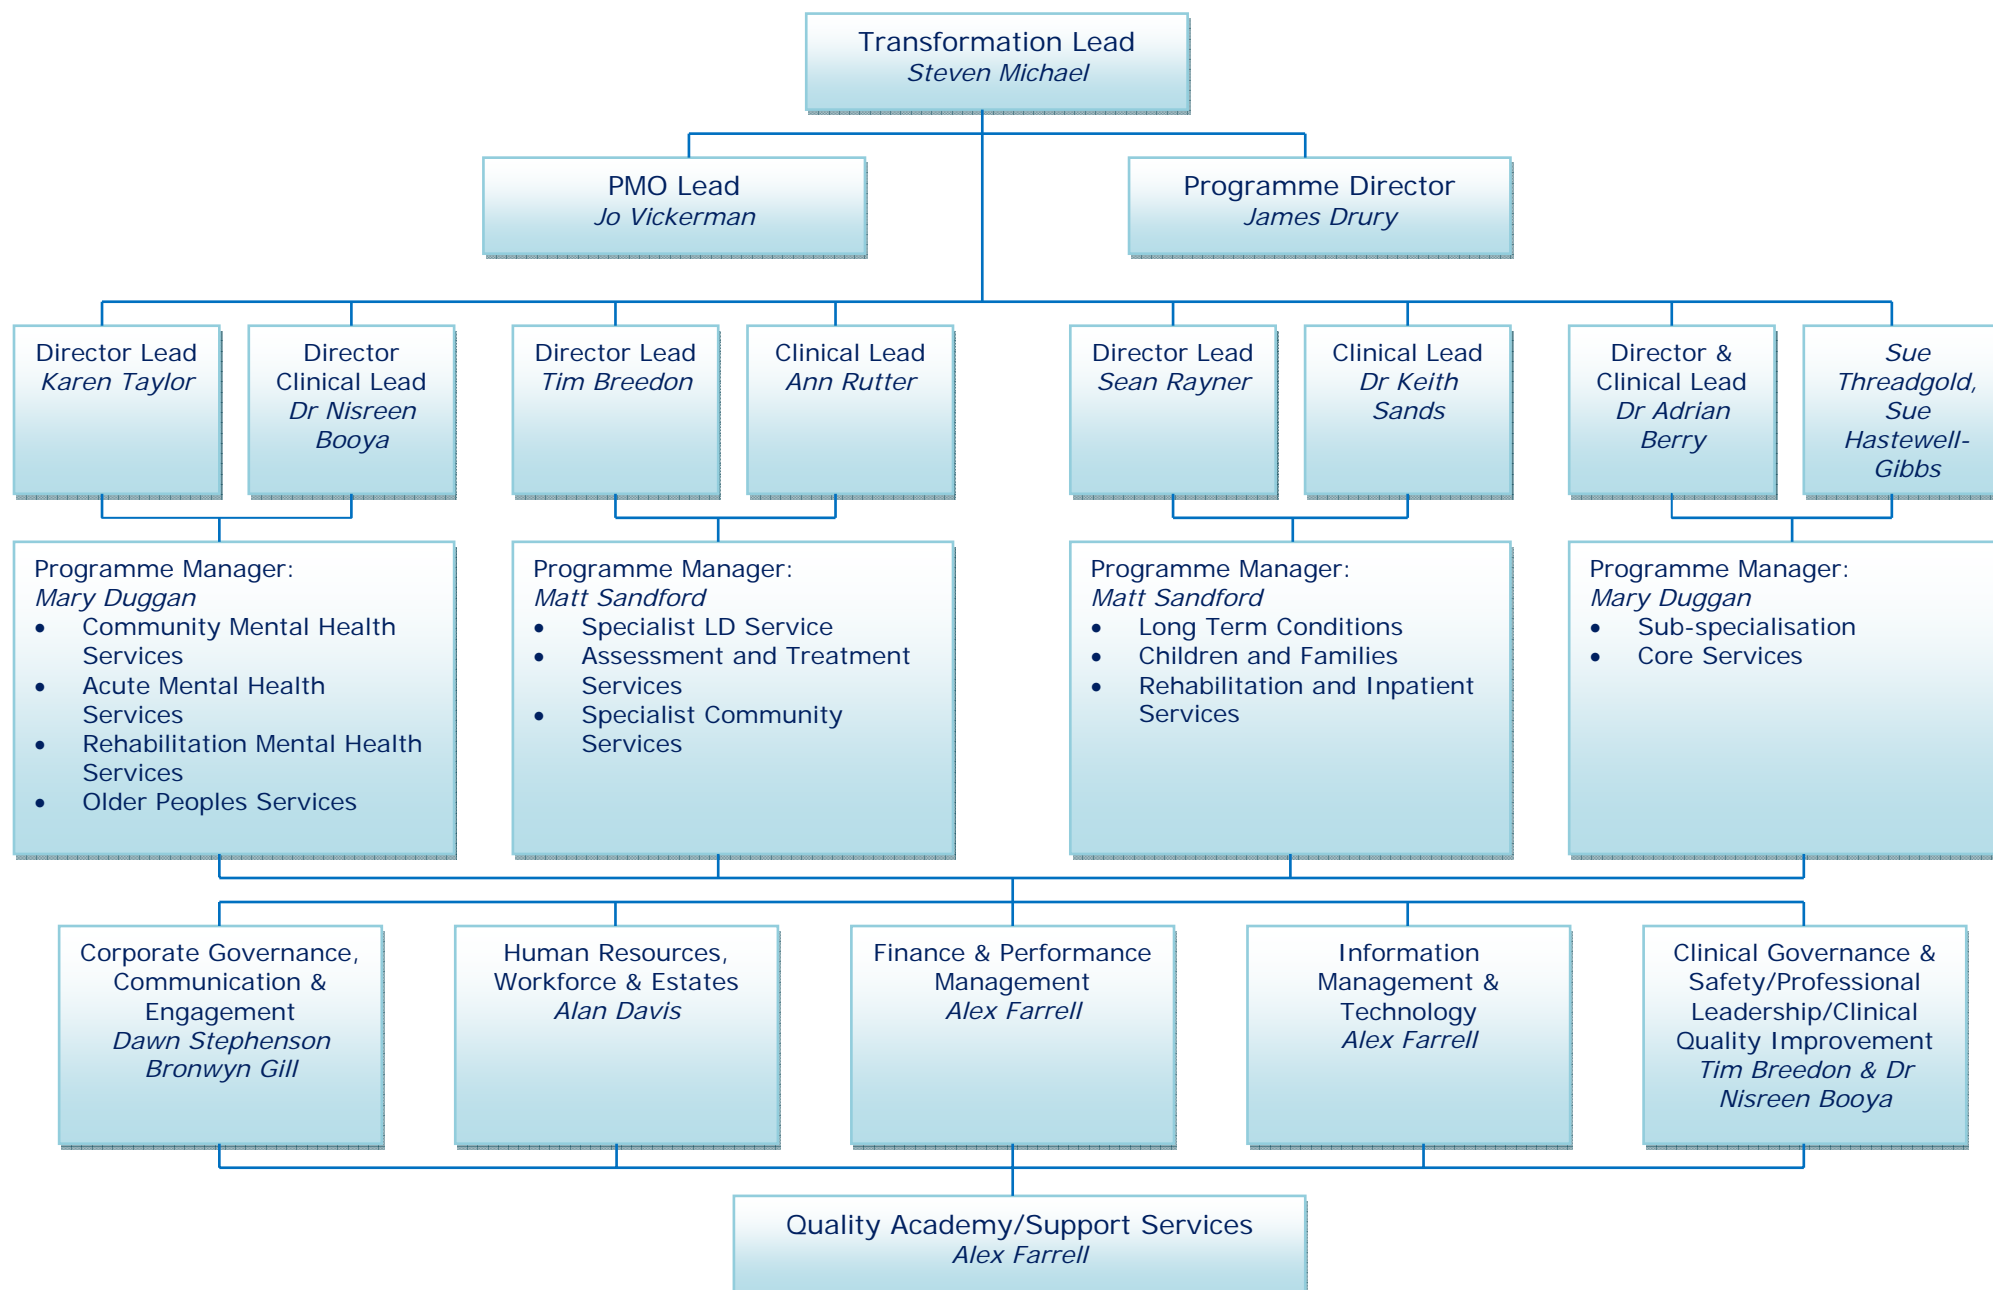 Transformation Lead
Steven Michael
PMO Lead
Jo Vickerman
Programme Director
James Drury
Director Lead
Karen Taylor
Director
Clinical Lead
Dr Nisreen
Booya
Director Lead
Tim Breedon
Clinical Lead
Ann Rutter
Director Lead
Sean Rayner
Clinical Lead
Dr Keith
Sands
Director &
Clinical Lead
Dr Adrian
Berry
Sue
Threadgold,
Sue
Hastewell-
Gibbs
Programme Manager:
Mary Duggan
• Community Mental Health
Services
• Acute Mental Health
Services
• Rehabilitation Mental Health
Services
• Older Peoples Services
Programme Manager:
Matt Sandford
• Specialist LD Service
• Assessment and Treatment
Services
• Specialist Community
Services
Programme Manager:
Matt Sandford
• Long Term Conditions
• Children and Families
• Rehabilitation and Inpatient
Services
Programme Manager:
Mary Duggan
• Sub-specialisation
• Core Services
Corporate Governance,
Communication &
Engagement
Dawn Stephenson
Bronwyn Gill
Human Resources,
Workforce & Estates
Alan Davis
Finance & Performance
Management
Alex Farrell
Information
Management &
Technology
Alex Farrell
Clinical Governance &
Safety/Professional
Leadership/Clinical
Quality Improvement
Tim Breedon & Dr
Nisreen Booya
Quality Academy/Support Services
Alex Farrell